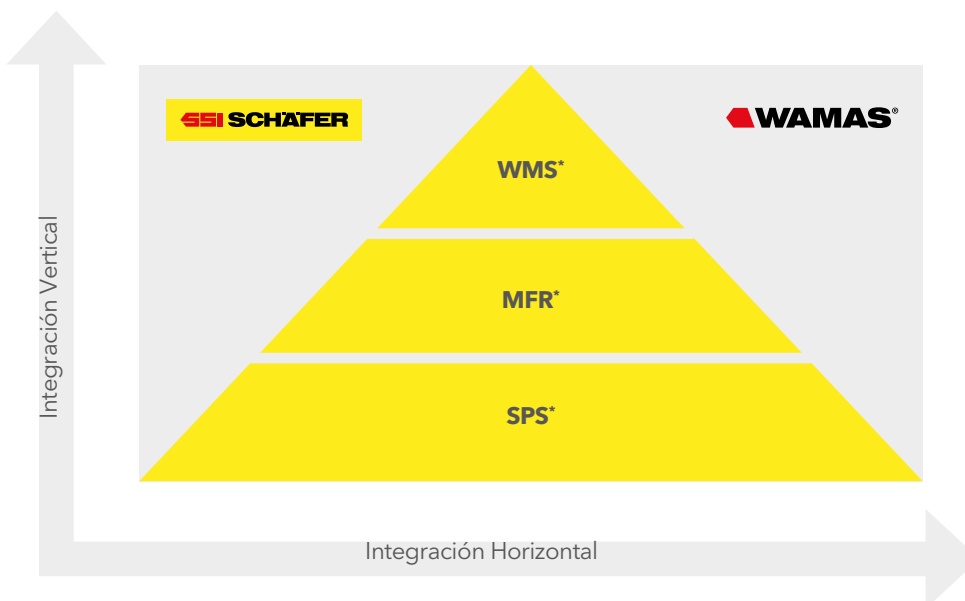 SSI SCHÄFER
WAMAS®
WMS*
MFR*
SPS*
Integración Vertical
Integración Horizontal